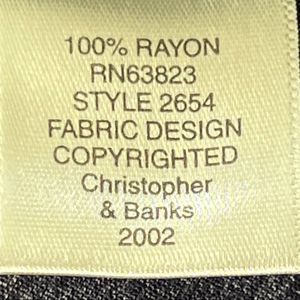 100% RAYON
RN63823
STYLE 2654
FABRIC DESIGN
COPYRIGHTED
Christopher
& Banks
2002